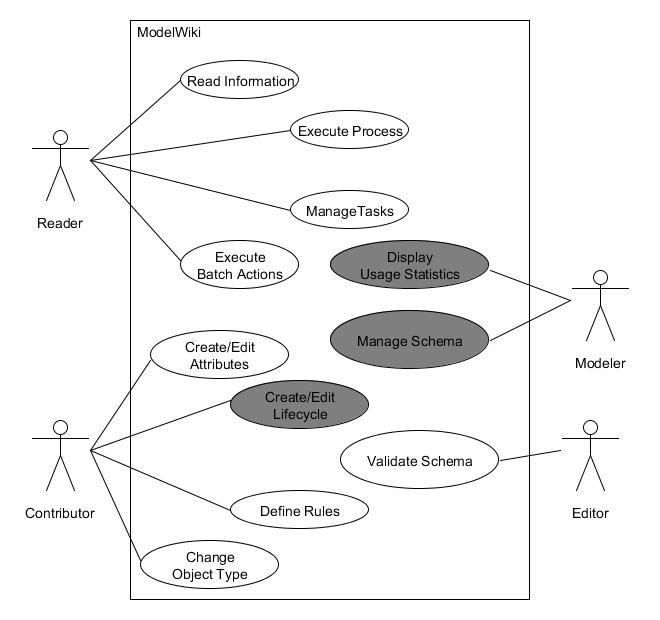 ModelWiki
Read Information
Execute Process
Reader
ManageTasks
Execute
Batch Actions
Display
Usage Statistics
Manage Schema
Modeler
Create/Edit
Attributes
Create/Edit
Lifecycle
Validate Schema
Contributor
Define Rules
Editor
Change
Object Type